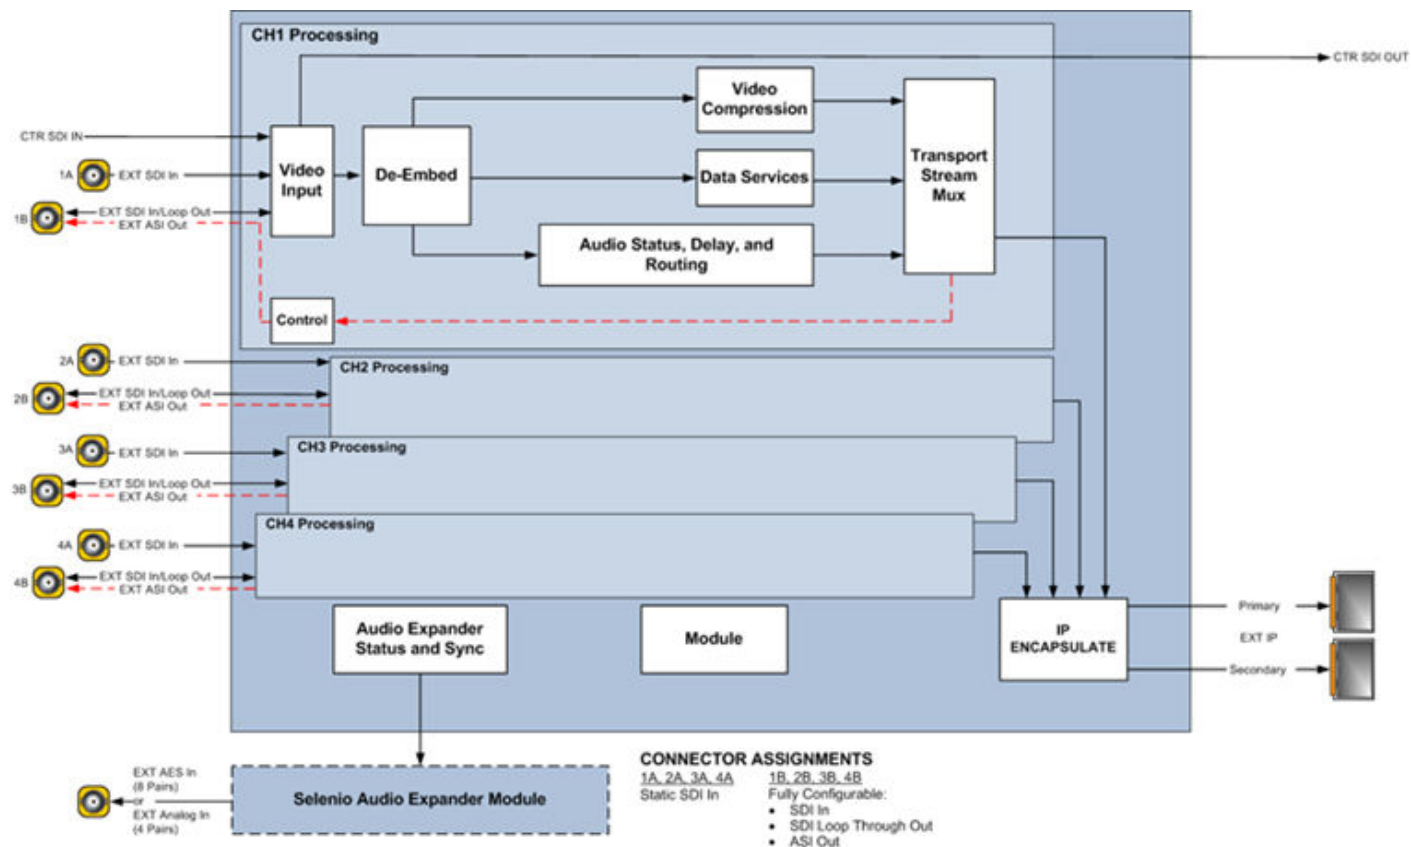 CH1 Processing
CTR SDI OUT
Video
Compression
CTR SDI IN
Video
Input
De-Embed
Data Services
Transport
Stream
Mux
1A
EXT SDI In
1B
EXT SDI In/Loop Out
EXT ASI Out
Audio Status, Delay, and
Routing
Control
2A
EXT SDI In
CH2 Processing
2B
EXT SDI In/Loop Out
EXT ASI Out
3A
EXT SDI In
CH3 Processing
3B
EXT SDI In/Loop Out
EXT ASI Out
CH4 Processing
4A
EXT SDI In
4B
EXT SDI In/Loop Out
EXT ASI Out
Audio Expander
Status and Sync
Module
IP
ENCAPSULATE
Primary
EXT IP
Secondary
EXT AES In
(8 Pairs)
or
EXT Analog In
(4 Pairs)
Selenio Audio Expander Module
CONNECTOR ASSIGNMENTS
1A, 2A, 3A, 4A
Static SDI In
1B, 2B, 3B, 4B
Fully Configurable:
• SDI In
• SDI Loop Through Out
• ASI Out